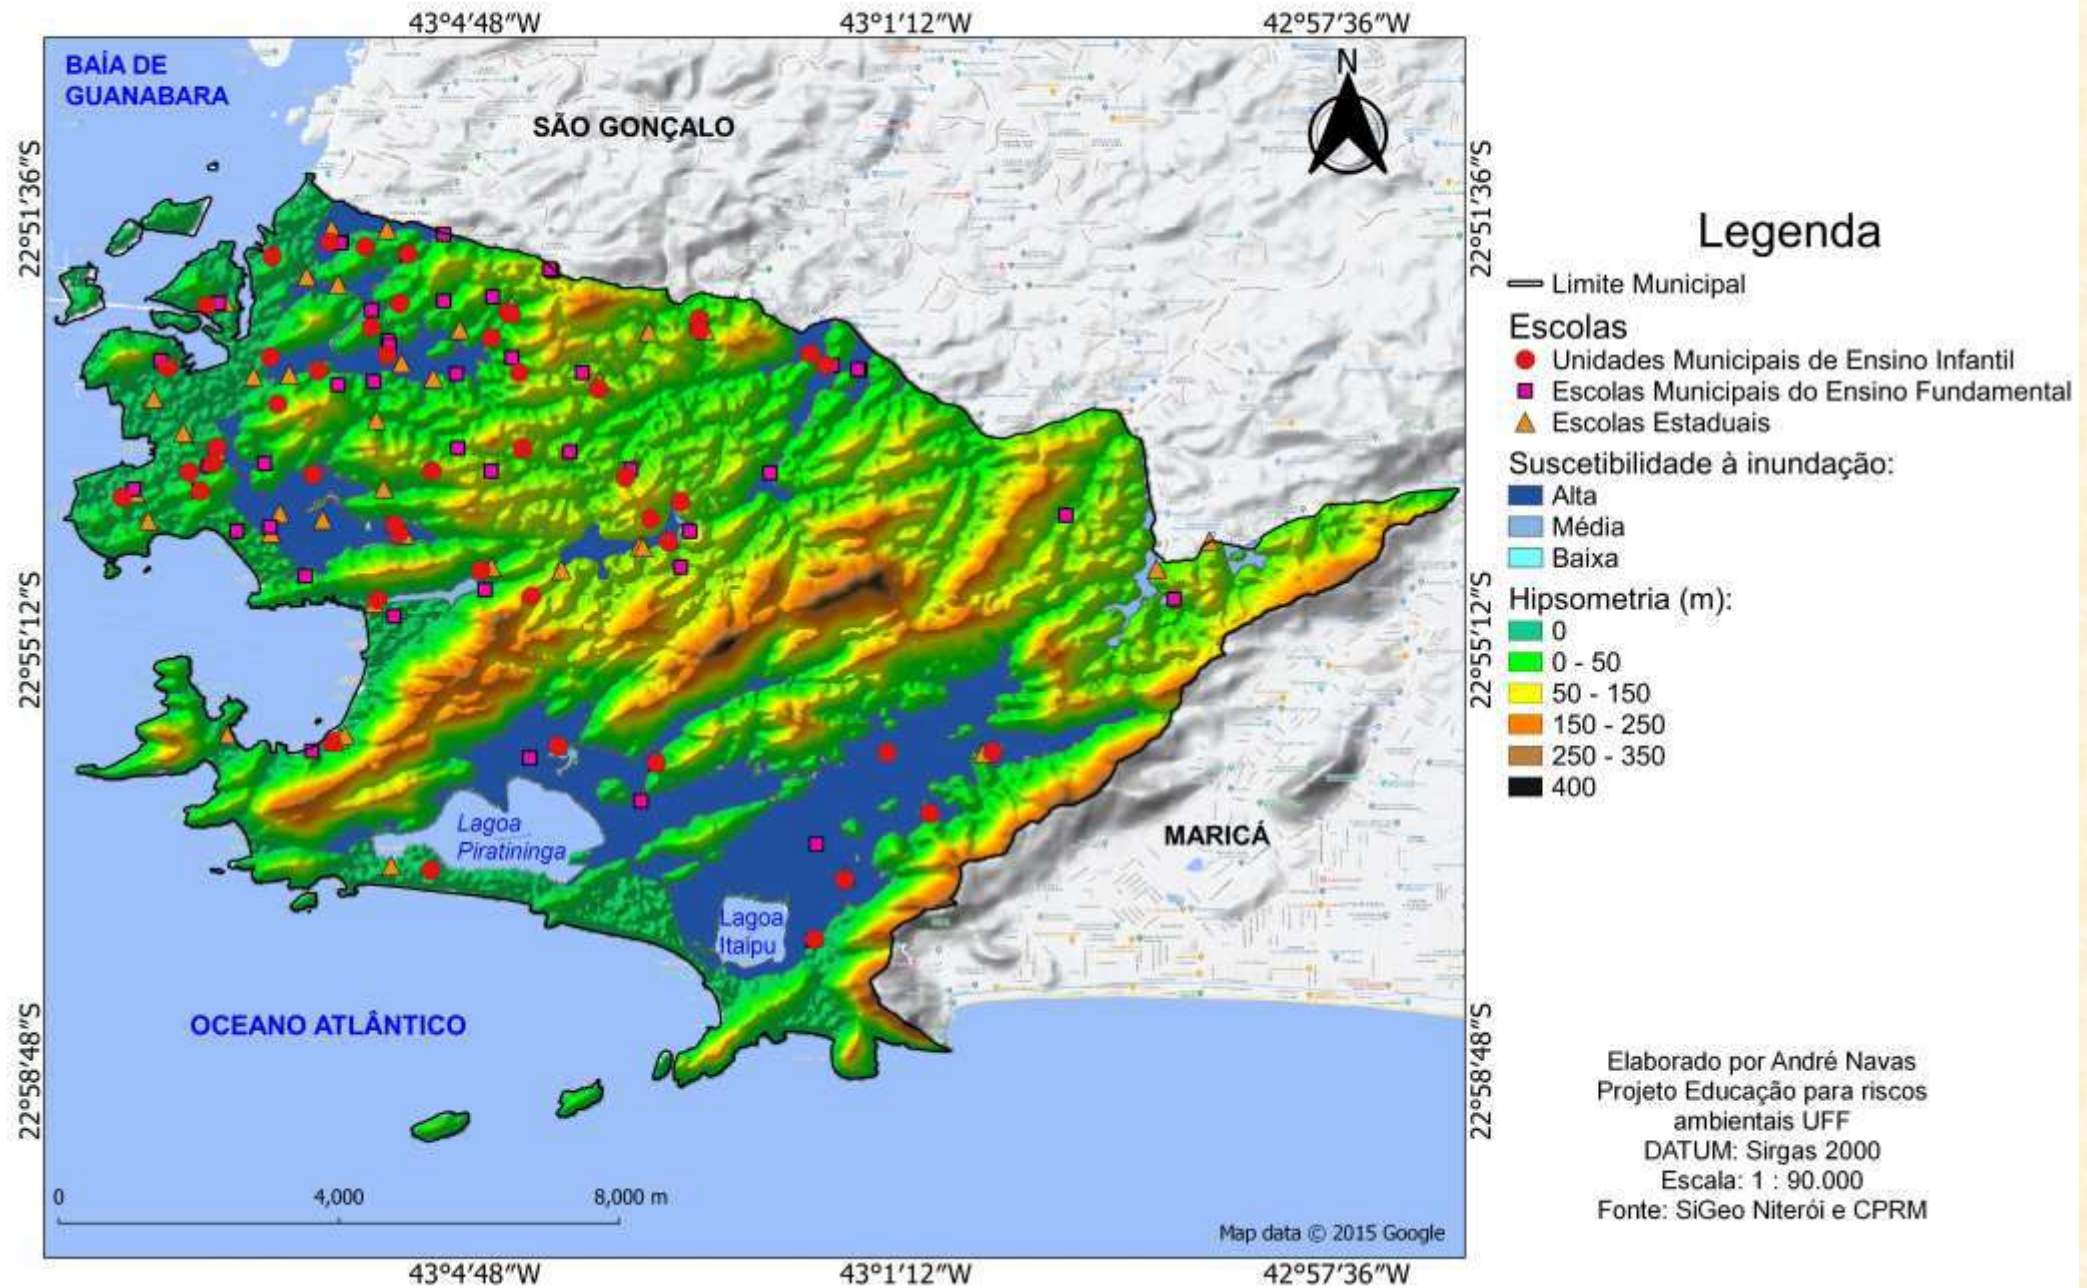 43°4'48"W
43°1'12"W
42°57'36"W
BAÍA DE
GUANABARA
SÃO GONÇALO
N
22°51'36"S
22°51'36"S
22°55'12"S
22°55'12"S
22°58'48"S
22°58'48"S
Lagoa
Piratininga
Lagoa
Itaipu
MARICÁ
OCEANO ATLÂNTICO
0
4,000
8,000 m
Map data © 2015 Google
43°4'48"W
43°1'12"W
42°57'36"W
Legenda
Limite Municipal
Escolas
Unidades Municipais de Ensino Infantil
Escolas Municipais do Ensino Fundamental
Escolas Estaduais
Suscetibilidade à inundação:
Alta
Média
Baixa
Hipsometria (m):
0
0 - 50
50 - 150
150 - 250
250 - 350
400
Elaborado por André Navas
Projeto Educação para riscos
ambientais UFF
DATUM: Sirgas 2000
Escala: 1 : 90.000
Fonte: SiGeo Niterói e CPRM